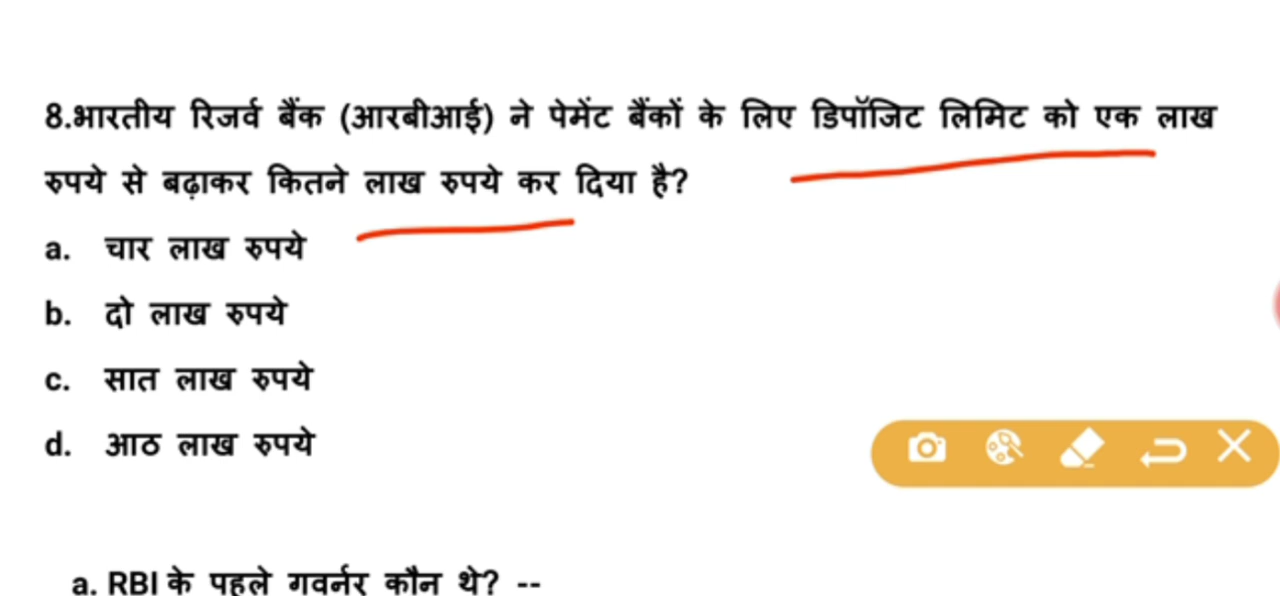 8.भारतीय रिजर्व बैंक (आरबीआई) ने पेमेंट बैंकों के लिए डिपॉजिट लिमिट को एक लाख
रुपये से बढ़ाकर कितने लाख रुपये कर दिया है?
a. चार लाख रुपये
b. दो लाख रुपये
c. सात लाख रुपये
d. आठ लाख रुपये
a. RBI के पहले गवर्नर कौन थे? --